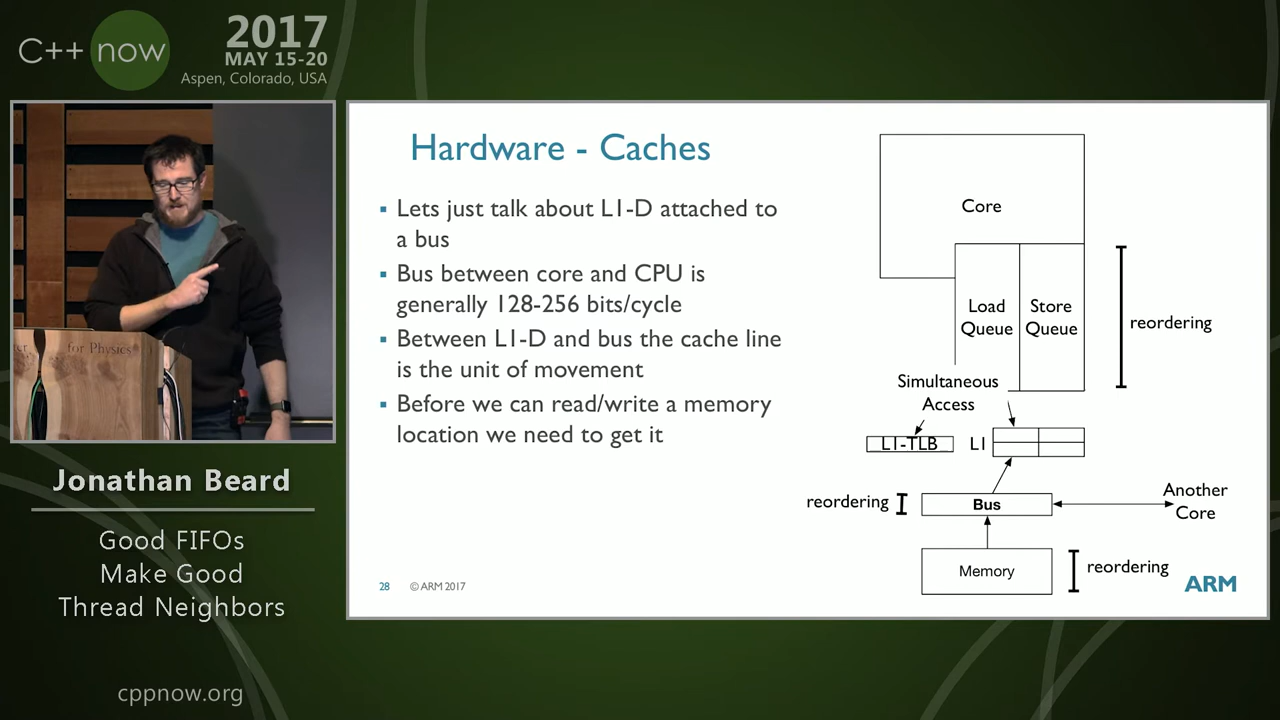 C++ now
2017
MAY 15-20
Aspen, Colorado, USA
for Physics
Jonathan Beard
Good FIFOs
Make Good
Thread Neighbors
cppnow.org
Hardware - Caches
▪ Lets just talk about L1-D attached to
a bus
▪ Bus between core and CPU is
generally 128-256 bits/cycle
▪ Between L1-D and bus the cache line
is the unit of movement
▪ Before we can read/write a memory
location we need to get it
Core
Load
Queue
Store
Queue
reordering
Simultaneous
Access
L1-TLB
L1
reordering
Bus
Another
Core
Memory
reordering
28 © ARM 2017
ARM